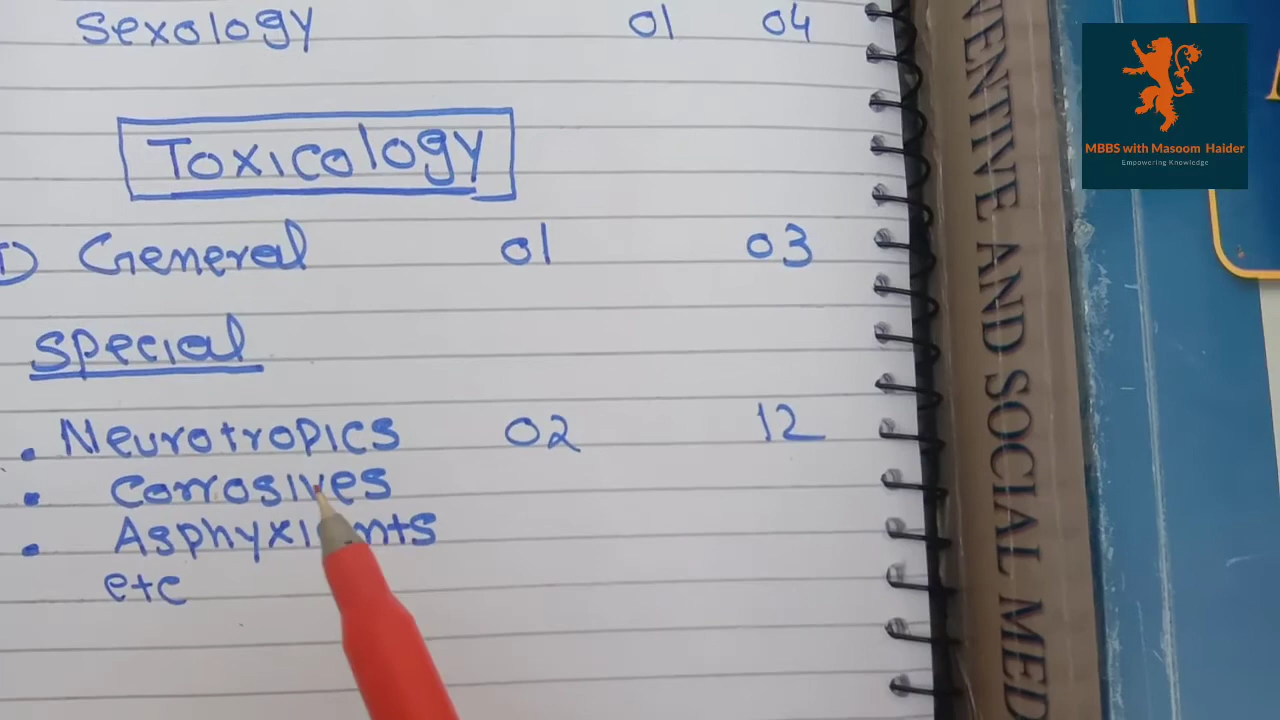 Sexology 01 04
Toxicology
General 01 03
Special
• Neurotropics 02 12
• Corrosives
• Asphyxiants
etc
VENTIVE AND SOCIAL MED
MBBS with Masoom Haider
Empowering Knowledge